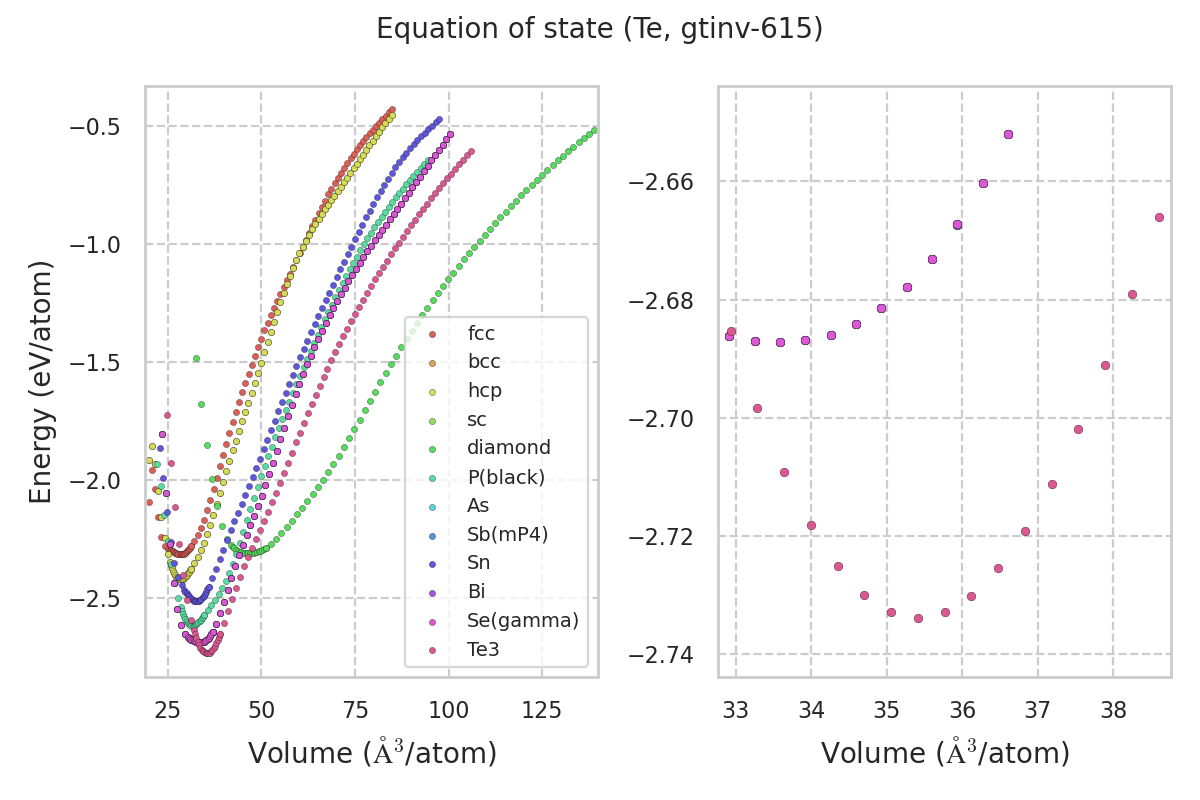 Equation of state (Te, gtinv-615)
Energy (eV/atom)
−0.5
−1.0
−1.5
−2.0
−2.5
25
50
75
100
125
Volume (Å³/atom)
fcc
bcc
hcp
sc
diamond
P(black)
As
Sb(mP4)
Sn
Bi
Se(gamma)
Te3
−2.66
−2.68
−2.70
−2.72
−2.74
33
34
35
36
37
38
Volume (Å³/atom)